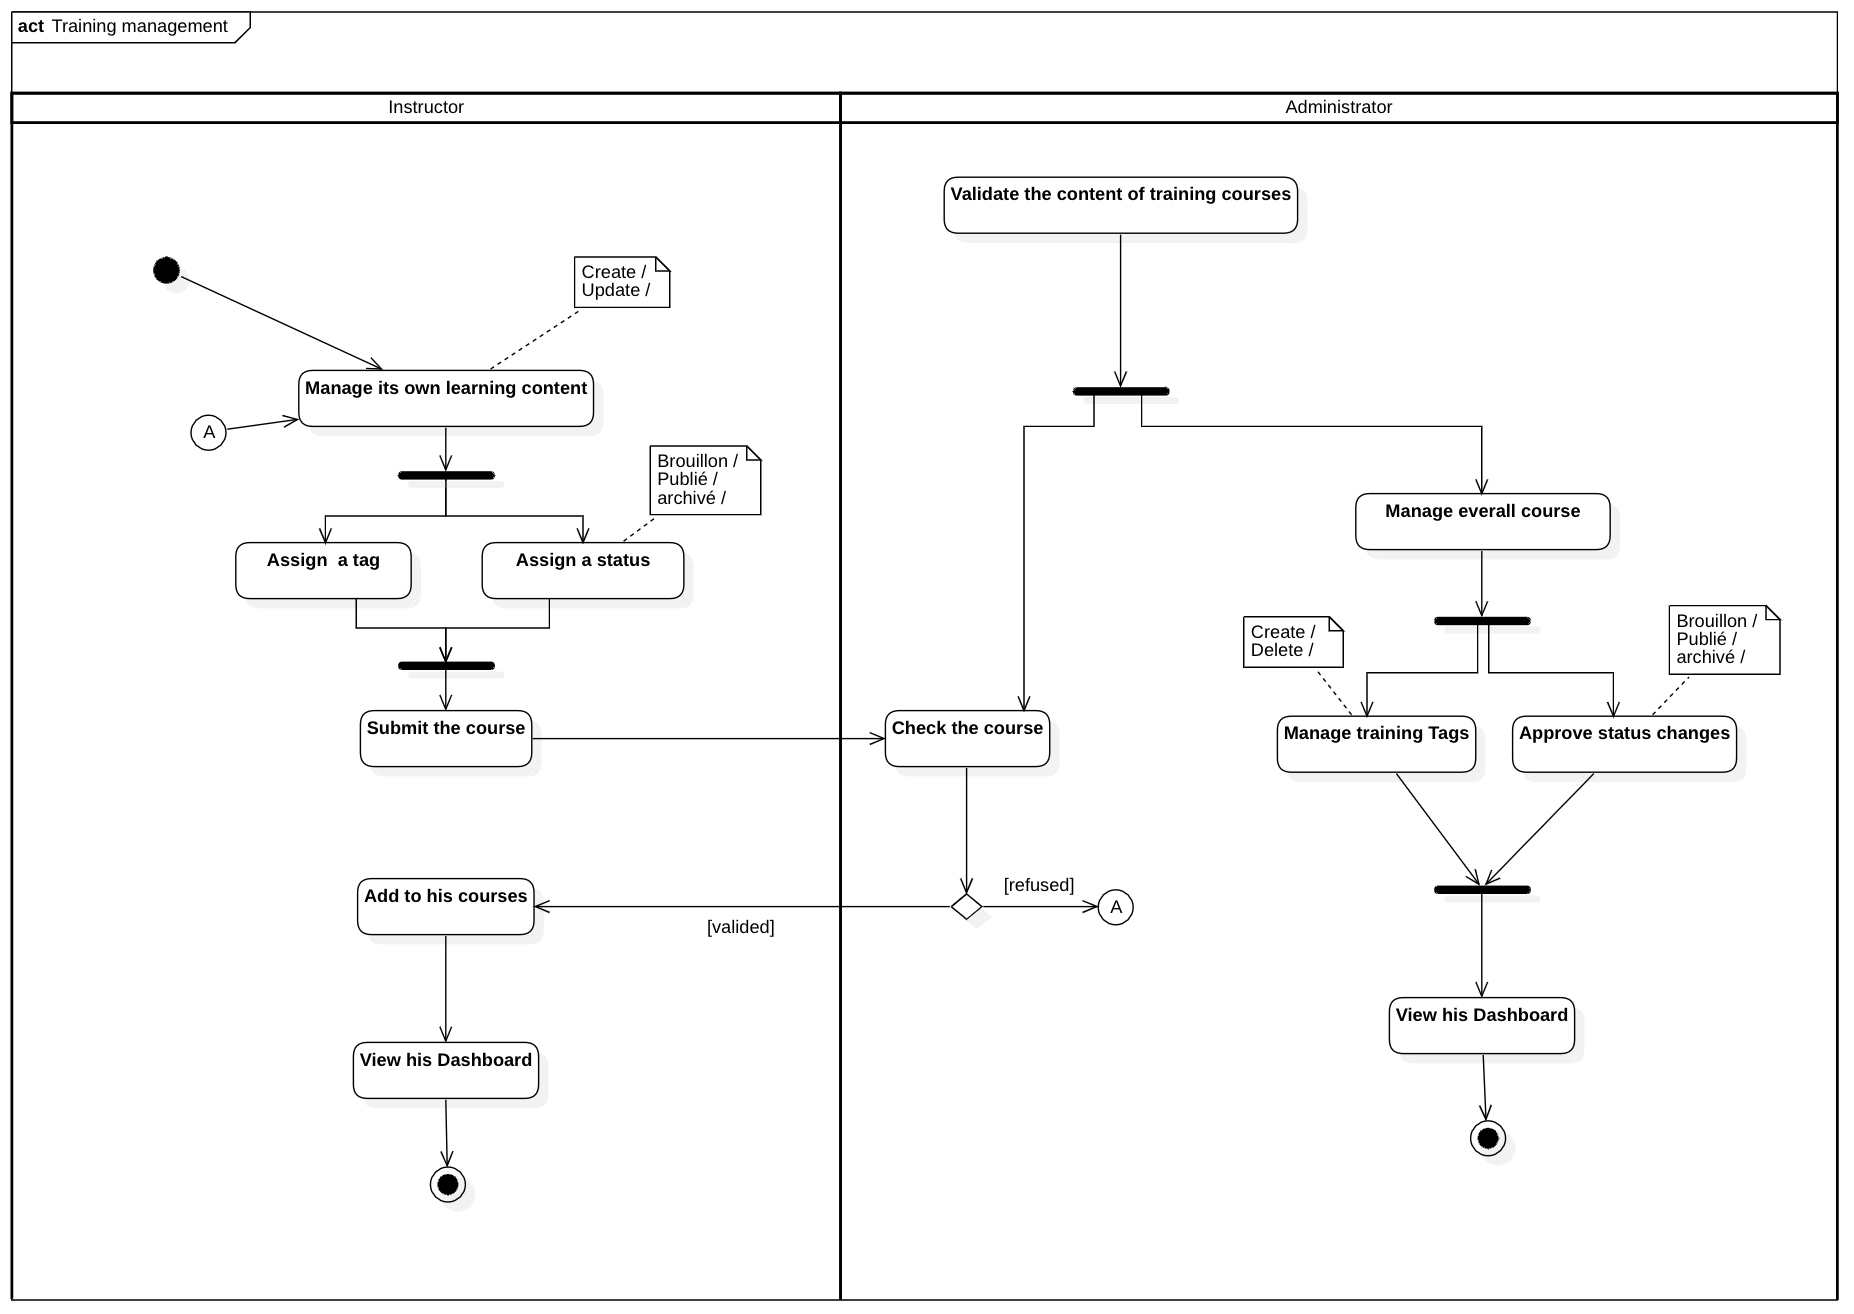 act Training management
Instructor
Administrator
Validate the content of training courses
Create /
Update /
Manage its own learning content
A
Brouillon /
Publié /
archivé /
Assign  a tag
Assign a status
Submit the course
Check the course
Manage everall course
Create /
Delete /
Brouillon /
Publié /
archivé /
Manage training Tags
Approve status changes
Add to his courses
[valided]
[refused]
A
View his Dashboard
View his Dashboard